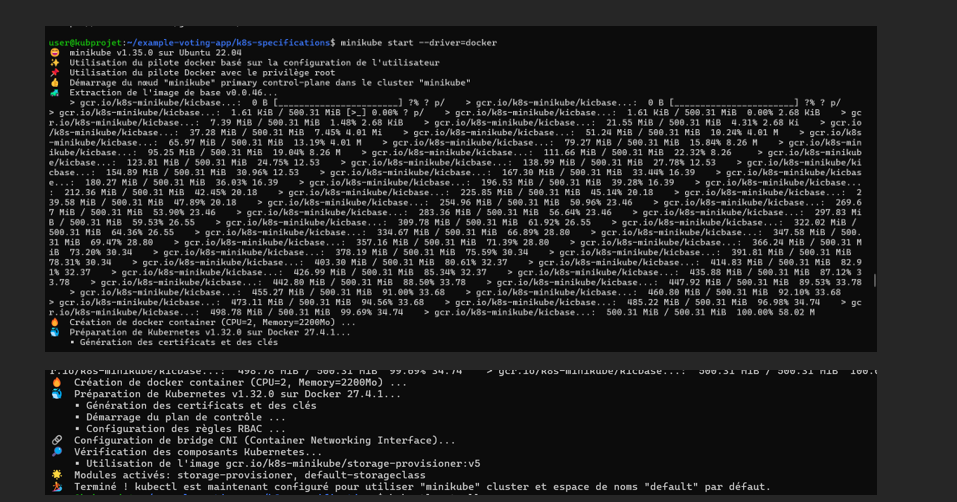 user@kubprojet:~/example-voting-app/k8s-specifications$ minikube start --driver=docker
minikube v1.35.0 sur Ubuntu 22.04
Utilisation du pilote docker basé sur la configuration de l'utilisateur
Utilisation du pilote Docker avec le privilège root
Démarrage du nœud "minikube" primary control-plane dans le cluster "minikube"
Extraction de l'image de base v0.0.46...
> gcr.io/k8s-minikube/kicbase...: 0 B [________________________] ?% ? p/ > gcr.io/k8s-minikube/kicbase...: 0 B [________________________] ?% ? p/
> gcr.io/k8s-minikube/kicbase...: 1.61 KiB / 500.31 MiB [>_] 0.00% ? p/ > gcr.io/k8s-minikube/kicbase...: 1.61 KiB / 500.31 MiB 0.00% 2.68 KiB > gc
r.io/k8s-minikube/kicbase...: 7.39 MiB / 500.31 MiB 1.48% 2.68 KiB > gcr.io/k8s-minikube/kicbase...: 21.55 MiB / 500.31 MiB 4.31% 2.68 Ki > gcr.io
/k8s-minikube/kicbase...: 37.28 MiB / 500.31 MiB 7.45% 4.01 Mi > gcr.io/k8s-minikube/kicbase...: 51.24 MiB / 500.31 MiB 10.24% 4.01 M > gcr.io/k8s
-minikube/kicbase...: 65.97 MiB / 500.31 MiB 13.19% 4.01 M > gcr.io/k8s-minikube/kicbase...: 79.27 MiB / 500.31 MiB 15.84% 8.26 M > gcr.io/k8s-min
ikube/kicbase...: 95.25 MiB / 500.31 MiB 19.04% 8.26 M > gcr.io/k8s-minikube/kicbase...: 111.66 MiB / 500.31 MiB 22.32% 8.26 > gcr.io/k8s-minikub
e/kicbase...: 123.81 MiB / 500.31 MiB 24.75% 12.53 > gcr.io/k8s-minikube/kicbase...: 138.99 MiB / 500.31 MiB 27.78% 12.53 > gcr.io/k8s-minikube/ki
cbase...: 154.89 MiB / 500.31 MiB 30.96% 12.53 > gcr.io/k8s-minikube/kicbase...: 167.30 MiB / 500.31 MiB 33.44% 16.39 > gcr.io/k8s-minikube/kicbas
e...: 180.27 MiB / 500.31 MiB 36.03% 16.39 > gcr.io/k8s-minikube/kicbase...: 196.53 MiB / 500.31 MiB 39.28% 16.39 > gcr.io/k8s-minikube/kicbase...
: 212.36 MiB / 500.31 MiB 42.45% 20.18 > gcr.io/k8s-minikube/kicbase...: 225.85 MiB / 500.31 MiB 45.14% 20.18 > gcr.io/k8s-minikube/kicbase...: 2
39.58 MiB / 500.31 MiB 47.89% 20.18 > gcr.io/k8s-minikube/kicbase...: 254.96 MiB / 500.31 MiB 50.96% 23.46 > gcr.io/k8s-minikube/kicbase...: 269.6
7 MiB / 500.31 MiB 53.90% 23.46 > gcr.io/k8s-minikube/kicbase...: 283.36 MiB / 500.31 MiB 56.64% 23.46 > gcr.io/k8s-minikube/kicbase...: 297.83 Mi
B / 500.31 MiB 59.53% 26.55 > gcr.io/k8s-minikube/kicbase...: 309.78 MiB / 500.31 MiB 61.92% 26.55 > gcr.io/k8s-minikube/kicbase...: 322.02 MiB /
500.31 MiB 64.36% 26.55 > gcr.io/k8s-minikube/kicbase...: 334.67 MiB / 500.31 MiB 66.89% 28.80 > gcr.io/k8s-minikube/kicbase...: 347.58 MiB / 500.
31 MiB 69.47% 28.80 > gcr.io/k8s-minikube/kicbase...: 357.16 MiB / 500.31 MiB 71.39% 28.80 > gcr.io/k8s-minikube/kicbase...: 366.24 MiB / 500.31 M
iB 73.20% 30.34 > gcr.io/k8s-minikube/kicbase...: 378.19 MiB / 500.31 MiB 75.59% 30.34 > gcr.io/k8s-minikube/kicbase...: 391.81 MiB / 500.31 MiB
78.31% 30.34 > gcr.io/k8s-minikube/kicbase...: 403.30 MiB / 500.31 MiB 80.61% 32.37 > gcr.io/k8s-minikube/kicbase...: 414.83 MiB / 500.31 MiB 82.9
1% 32.37 > gcr.io/k8s-minikube/kicbase...: 426.99 MiB / 500.31 MiB 85.34% 32.37 > gcr.io/k8s-minikube/kicbase...: 435.88 MiB / 500.31 MiB 87.12% 3
3.78 > gcr.io/k8s-minikube/kicbase...: 442.80 MiB / 500.31 MiB 88.50% 33.78 > gcr.io/k8s-minikube/kicbase...: 447.92 MiB / 500.31 MiB 89.53% 33.78
> gcr.io/k8s-minikube/kicbase...: 455.27 MiB / 500.31 MiB 91.00% 33.68 > gcr.io/k8s-minikube/kicbase...: 460.80 MiB / 500.31 MiB 92.10% 33.68
> gcr.io/k8s-minikube/kicbase...: 473.11 MiB / 500.31 MiB 94.56% 33.68 > gcr.io/k8s-minikube/kicbase...: 485.22 MiB / 500.31 MiB 96.98% 34.74 > gc
r.io/k8s-minikube/kicbase...: 498.78 MiB / 500.31 MiB 99.69% 34.74 > gcr.io/k8s-minikube/kicbase...: 500.31 MiB / 500.31 MiB 100.00% 58.02 M
Création de docker container (CPU=2, Memory=2200Mo) ...
Préparation de Kubernetes v1.32.0 sur Docker 27.4.1...
▪ Génération des certificats et des clés
r.io/k8s-minikube/kicbase...: 498.78 MiB / 500.31 MiB 99.69% 34.74 > gcr.io/k8s-minikube/kicbase...: 500.31 MiB / 500.31 MiB 100.0
Création de docker container (CPU=2, Memory=2200Mo) ...
Préparation de Kubernetes v1.32.0 sur Docker 27.4.1...
▪ Génération des certificats et des clés
▪ Démarrage du plan de contrôle ...
▪ Configuration des règles RBAC ...
Configuration de bridge CNI (Container Networking Interface)...
Vérification des composants Kubernetes...
▪ Utilisation de l'image gcr.io/k8s-minikube/storage-provisioner:v5
Modules activés: storage-provisioner, default-storageclass
Terminé ! kubectl est maintenant configuré pour utiliser "minikube" cluster et espace de noms "default" par défaut.